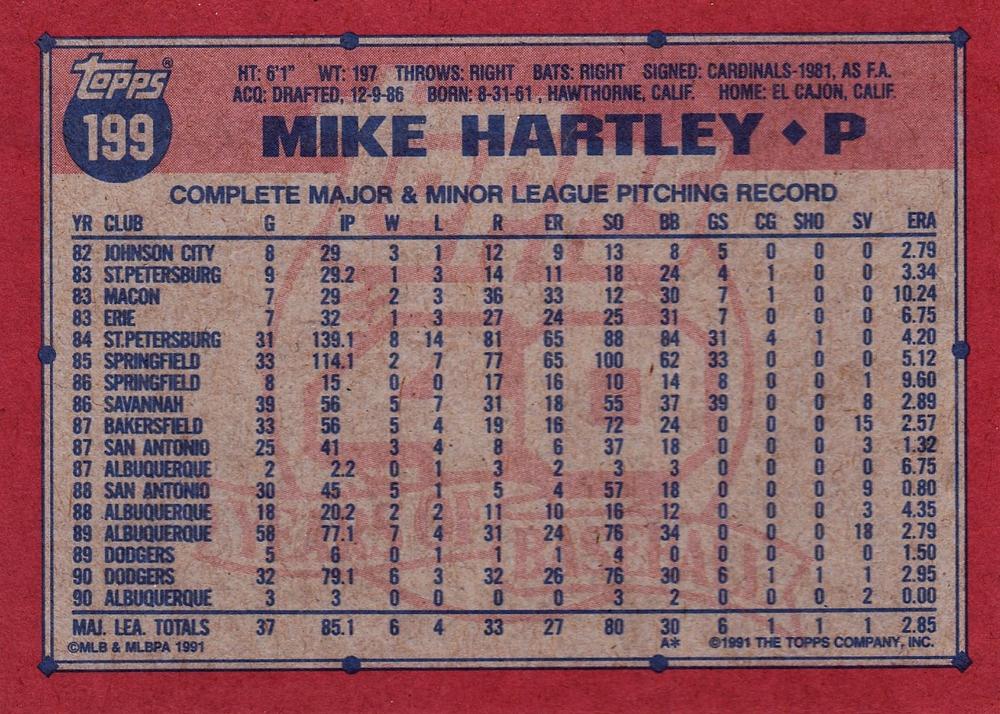 Topps®
199
HT: 6'1" WT: 197 THROWS: RIGHT BATS: RIGHT SIGNED: CARDINALS-1981, AS F.A.
ACQ: DRAFTED, 12-9-86 BORN: 8-31-61, HAWTHORNE, CALIF. HOME: EL CAJON, CALIF.
MIKE HARTLEY ♦ P
COMPLETE MAJOR & MINOR LEAGUE PITCHING RECORD
YR CLUB G IP W L R ER SO BB GS CG SHO SV ERA
82 JOHNSON CITY 8 29 3 1 12 9 13 8 5 0 0 0 2.79
83 ST.PETERSBURG 9 29.2 1 3 14 11 18 24 4 1 0 0 3.34
83 MACON 7 29 2 3 36 33 12 30 7 1 0 0 10.24
83 ERIE 7 32 1 3 27 24 25 31 7 0 0 0 6.75
84 ST.PETERSBURG 31 139.1 8 14 81 65 88 84 31 4 1 0 4.20
85 SPRINGFIELD 33 114.1 2 7 77 65 100 62 33 0 0 0 5.12
86 SPRINGFIELD 8 15 0 0 17 16 10 14 8 0 0 1 9.60
86 SAVANNAH 39 56 5 7 31 18 55 37 39 0 0 8 2.89
87 BAKERSFIELD 33 56 5 4 19 16 72 24 0 0 0 15 2.57
87 SAN ANTONIO 25 41 3 4 8 6 37 18 0 0 0 3 1.32
87 ALBUQUERQUE 2 2.2 0 1 3 2 3 3 0 0 0 0 6.75
88 SAN ANTONIO 30 45 5 1 5 4 57 18 0 0 0 9 0.80
88 ALBUQUERQUE 18 20.2 2 2 11 10 16 12 0 0 0 3 4.35
89 ALBUQUERQUE 58 77.1 7 4 31 24 76 34 0 0 0 18 2.79
89 DODGERS 5 6 0 1 1 1 4 0 0 0 0 0 1.50
90 DODGERS 32 79.1 6 3 32 26 76 30 6 1 1 1 2.95
90 ALBUQUERQUE 3 3 0 0 0 0 3 2 0 0 0 2 0.00
MAJ. LEA. TOTALS 37 85.1 6 4 33 27 80 30 6 1 1 1 2.85
©MLB & MLBPA 1991 A* ©1991 THE TOPPS COMPANY, INC.
Topps
40
YEARS OF
BASEBALL